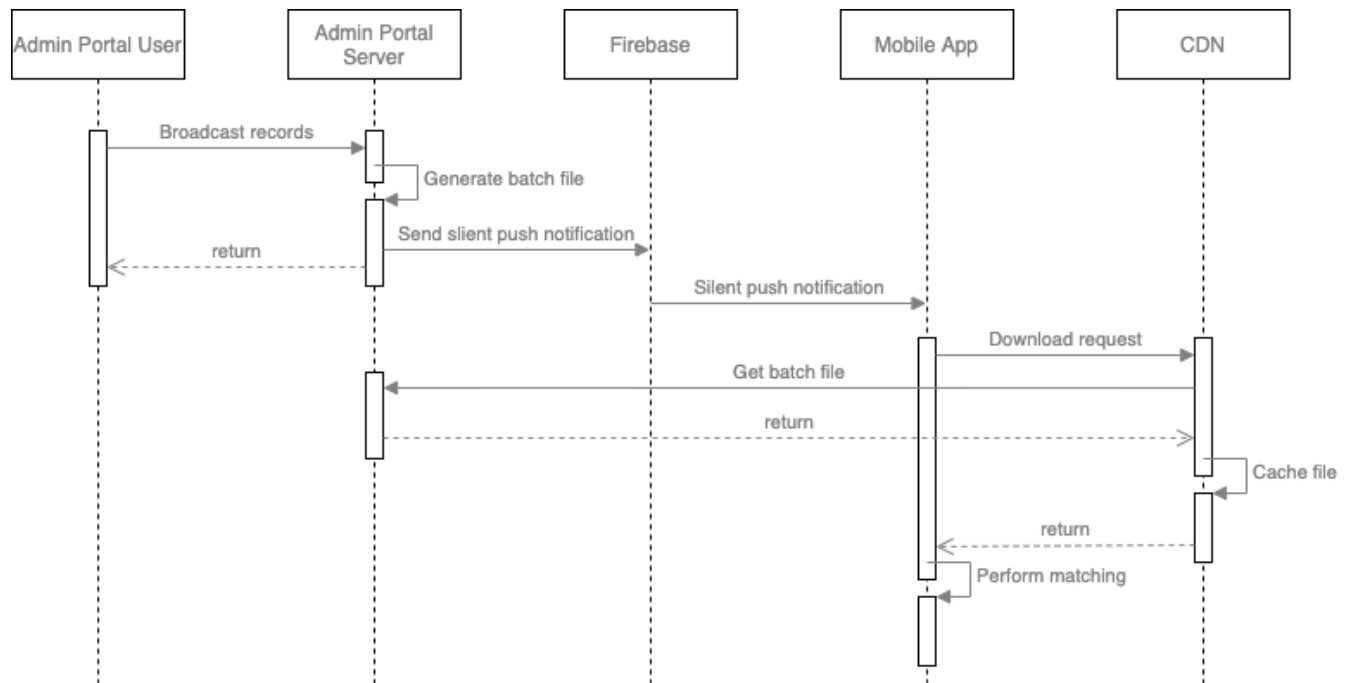 Admin Portal User
Admin Portal
Server
Firebase
Mobile App
CDN
Broadcast records
Generate batch file
Send slient push notification
return
Silent push notification
Download request
Get batch file
return
Cache file
return
Perform matching